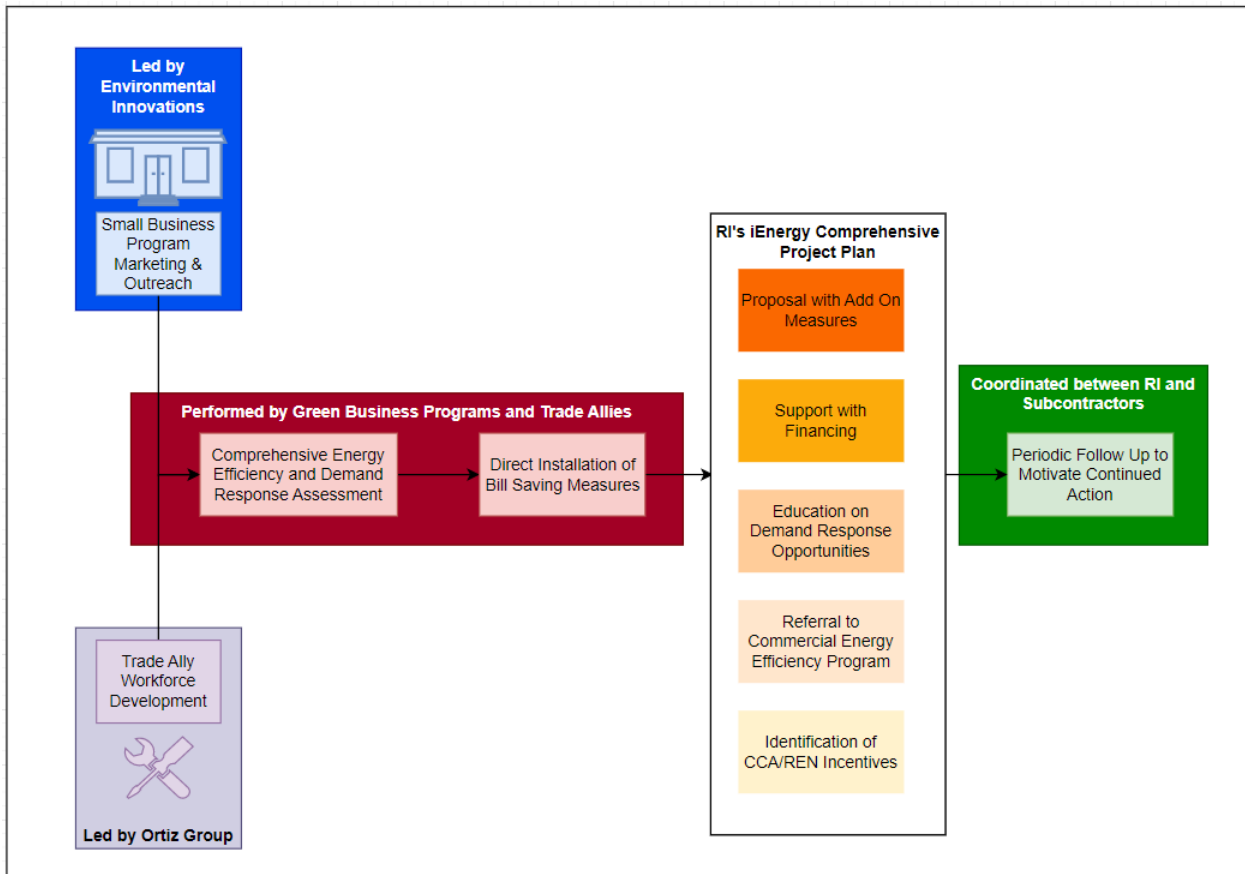 Led by
Environmental
Innovations
Small Business
Program
Marketing &
Outreach
Performed by Green Business Programs and Trade Allies
Comprehensive Energy
Efficiency and Demand
Response Assessment
Direct Installation of
Bill Saving Measures
Trade Ally
Workforce
Development
Led by Ortiz Group
RI's iEnergy Comprehensive
Project Plan
Proposal with Add On
Measures
Support with
Financing
Education on
Demand Response
Opportunities
Referral to
Commercial Energy
Efficiency Program
Identification of
CCA/REN Incentives
Coordinated between RI and
Subcontractors
Periodic Follow Up to
Motivate Continued
Action